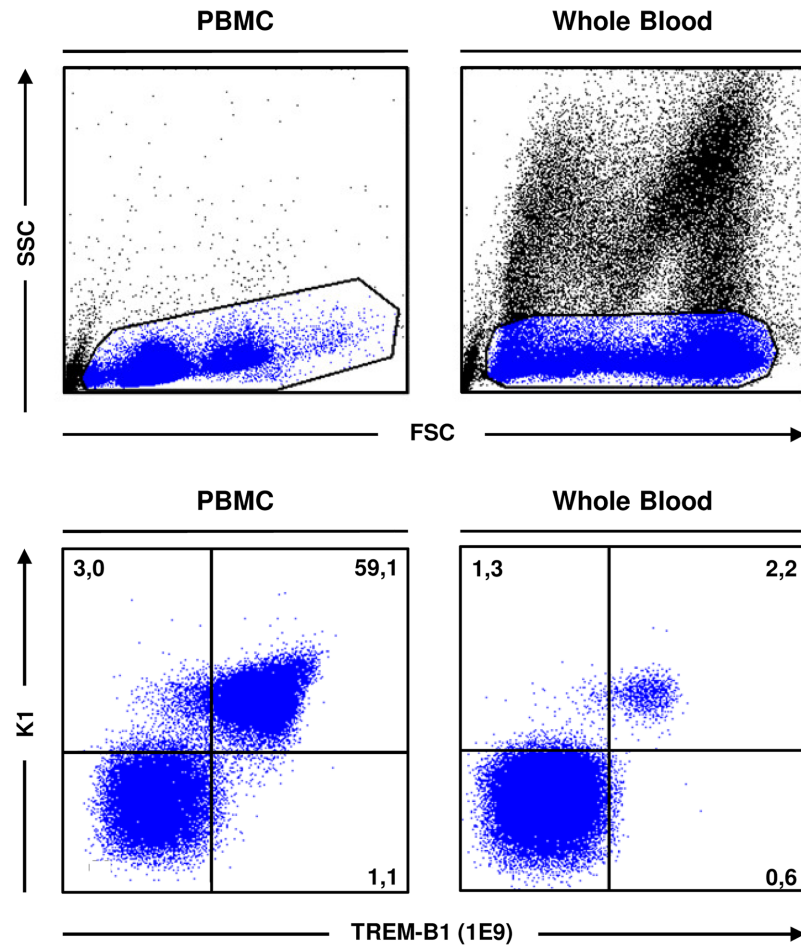 PBMC
Whole Blood
SSC
FSC
PBMC
Whole Blood
3,0
59,1
1,3
2,2
K1
1,1
0,6
TREM-B1 (1E9)